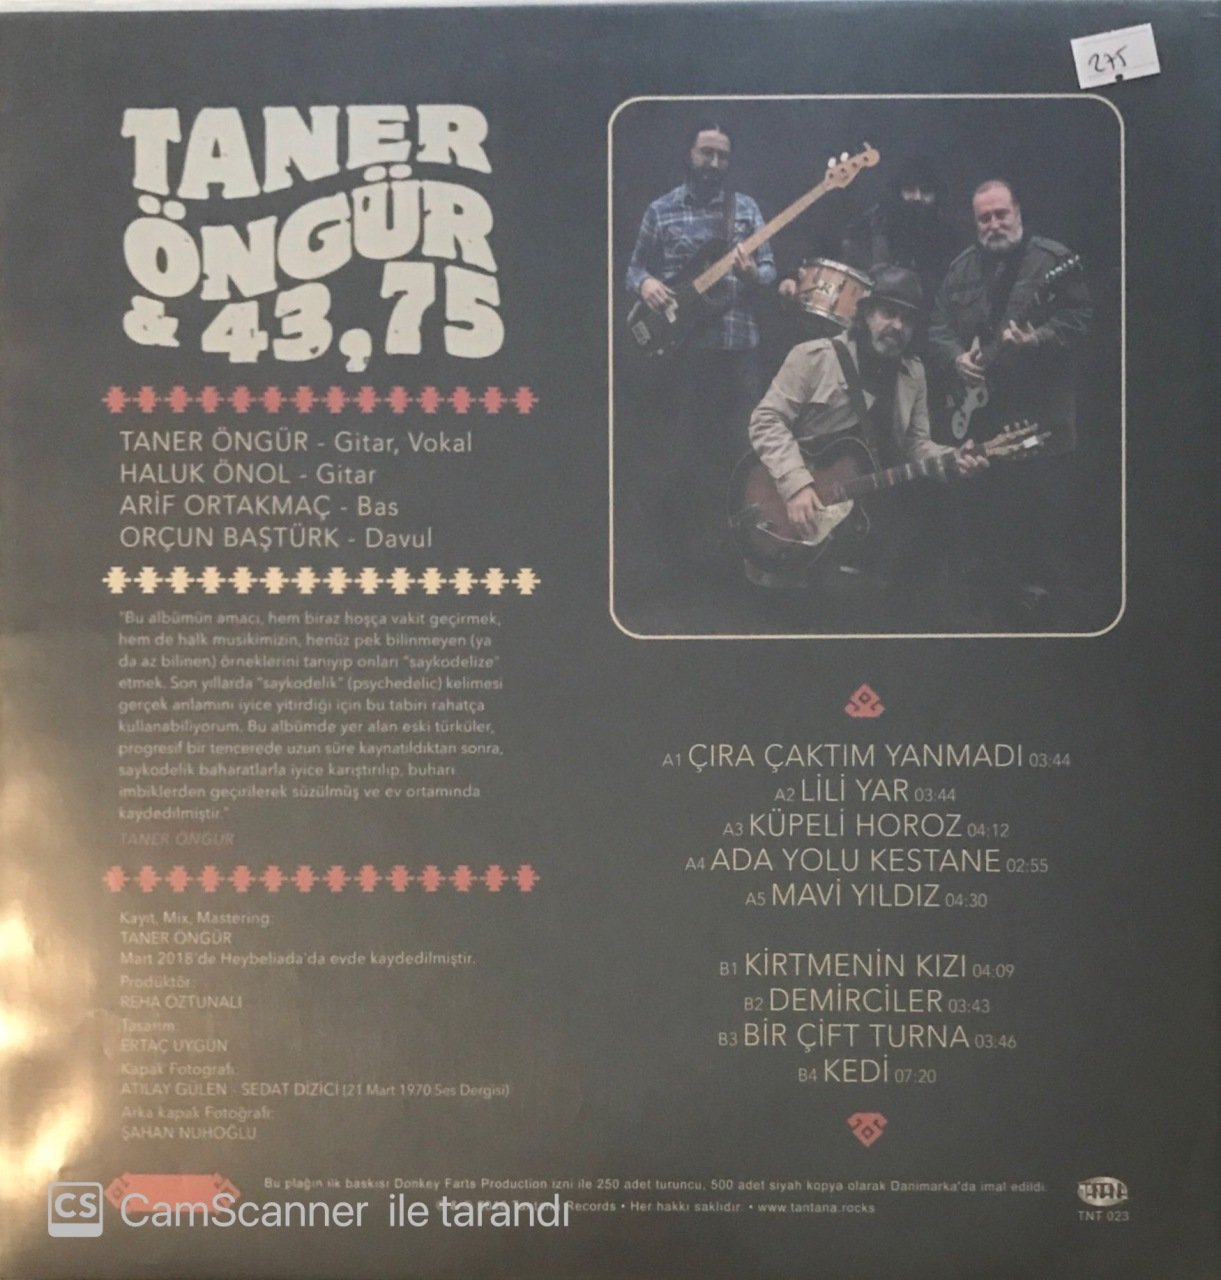 275
TANER
ÖNGÜR
& 43,75
TANER ÖNGÜR - Gitar, Vokal
HALUK ÖNOL - Gitar
ARİF ORTAKMAÇ - Bas
ORÇUN BAŞTÜRK - Davul
"Bu albümün amacı, hem biraz hoşça vakit geçirmek,
hem de halk musikimizin, henüz pek bilinmeyen (ya
da az bilinen) örneklerini tanıyıp onları "saykodelize"
etmek. Son yıllarda "saykodelik" (psychedelic) kelimesi
gerçek anlamını iyice yitirdiği için bu tabiri rahatça
kullanabiliyorum. Bu albümde yer alan eski türküler,
progresif bir tencerede uzun süre kaynatıldıktan sonra,
saykodelik baharatlarla iyice karıştırılıp, buharı
imbiklerden geçirilerek süzülmüş ve ev ortamında
kaydedilmiştir."
TANER ÖNGÜR
Kayıt, Mix, Mastering:
TANER ÖNGÜR
Mart 2018'de Heybeliada'da evde kaydedilmiştir.
Prodüktör:
REHA ÖZTUNALI
Tasarım:
ERTAÇ UYGUN
Kapak Fotografı:
ATILAY GÜLEN - SEDAT DİZİCİ (21 Mart 1970 Ses Dergisi)
Arka kapak Fotoğrafı:
ŞAHAN NUHOĞLU
A1 ÇIRA ÇAKTIM YANMADI 03:44
A2 LİLİ YAR 03:44
A3 KÜPELİ HOROZ 04:12
A4 ADA YOLU KESTANE 02:55
A5 MAVİ YILDIZ 04:30
B1 KİRTMENİN KIZI 04:09
B2 DEMİRCİLER 03:43
B3 BİR ÇİFT TURNA 03:46
B4 KEDİ 07:20
Bu plağın ilk baskısı Donkey Farts Production izni ile 250 adet turuncu, 500 adet siyah kopya olarak Danimarka'da imal edildi.
Records • Her hakkı saklıdır. • www.tantana.rocks
TANTANA
TNT 023
CS CamScanner ile tarandı